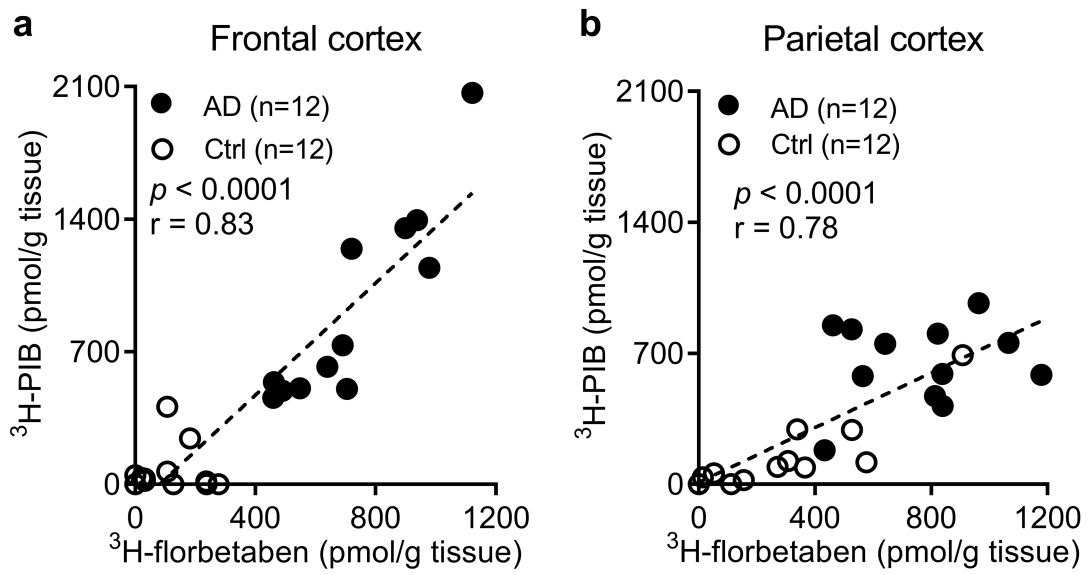 a
Frontal cortex
2100
1400
700
0
AD (n=12)
Ctrl (n=12)
p < 0.0001
r = 0.83
³H-PIB (pmol/g tissue)
0 400 800 1200
³H-florbetaben (pmol/g tissue)
b
Parietal cortex
2100
1400
700
0
AD (n=12)
Ctrl (n=12)
p < 0.0001
r = 0.78
³H-PIB (pmol/g tissue)
0 400 800 1200
³H-florbetaben (pmol/g tissue)